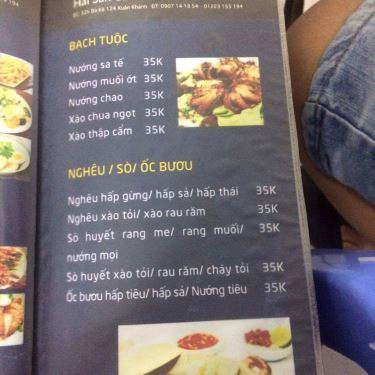 BẠCH TUỘC
Nướng sa tế 35K
Nướng muối ớt 35K
Nướng chao 35K
Xào chua ngọt 35K
Xào thập cẩm 35K
NGHÊU / SÒ/ ỐC BƯƠU
Nghêu hấp gừng/ hấp sả/ hấp thái 35K
Nghêu xào tỏi/ xào rau răm 35K
Sò huyết rang me/ rang muối/ 35K
nướng mọi
Sò huyết xào tỏi/ rau răm/ cháy tỏi 35K
Ốc bươu hấp tiêu/ hấp sả/ Nướng tiêu 35K